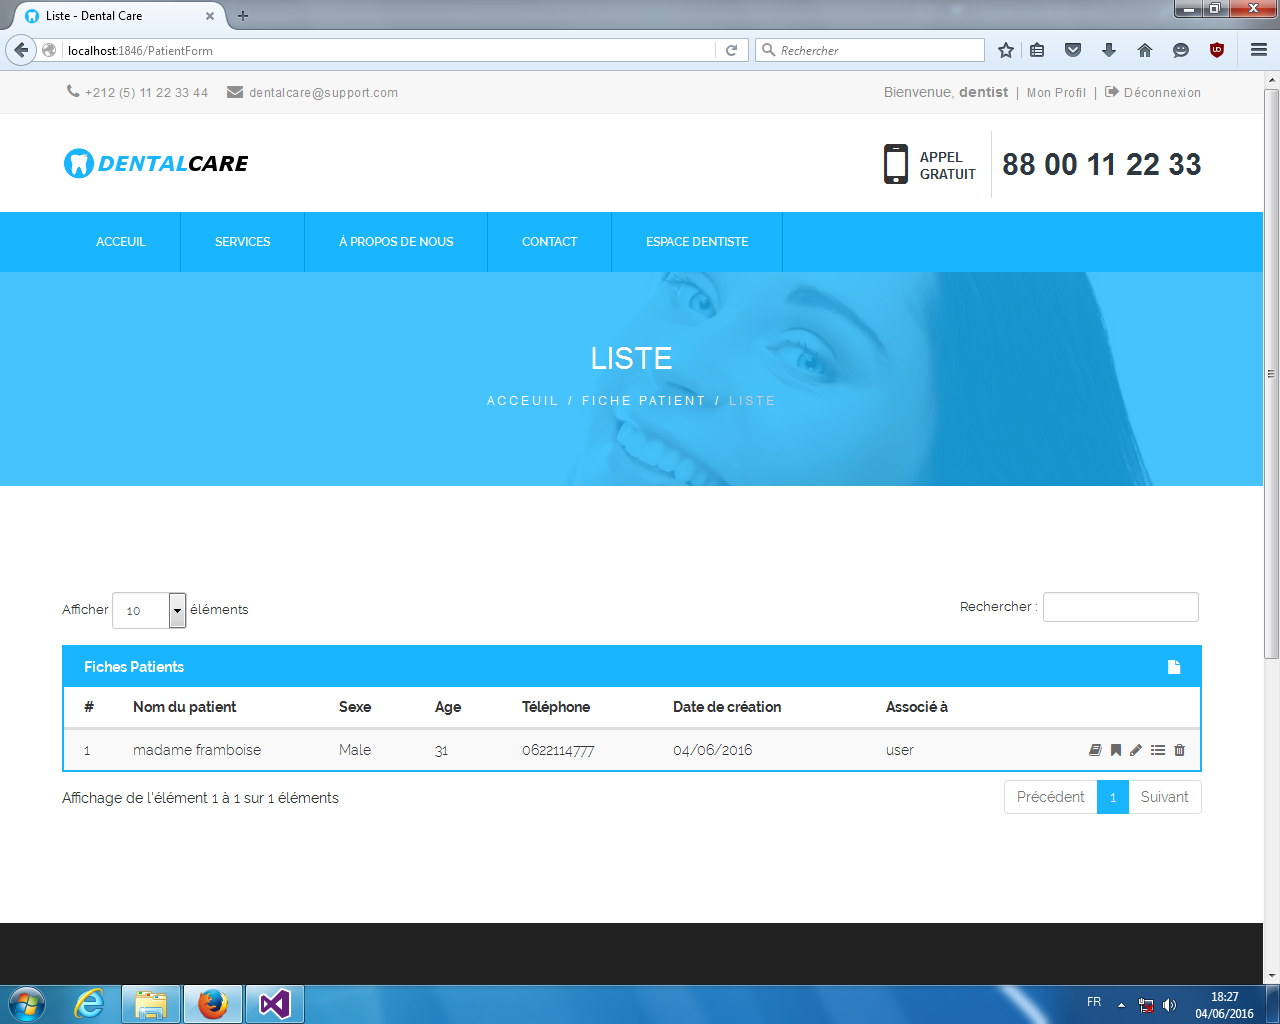 Liste - Dental Care
localhost:1846/PatientForm
Rechercher
+212 (5) 11 22 33 44 dentalcare@support.com
Bienvenue, dentist | Mon Profil | Déconnexion
DENTALCARE
APPEL
GRATUIT
88 00 11 22 33
ACCEUIL SERVICES À PROPOS DE NOUS CONTACT ESPACE DENTISTE
LISTE
ACCEUIL / FICHE PATIENT / LISTE
Afficher 10 éléments
Rechercher :
Fiches Patients
# Nom du patient Sexe Age Téléphone Date de création Associé à
1 madame framboise Male 31 0622114777 04/06/2016 user
Affichage de l'élément 1 à 1 sur 1 éléments
Précédent 1 Suivant
FR
18:27
04/06/2016